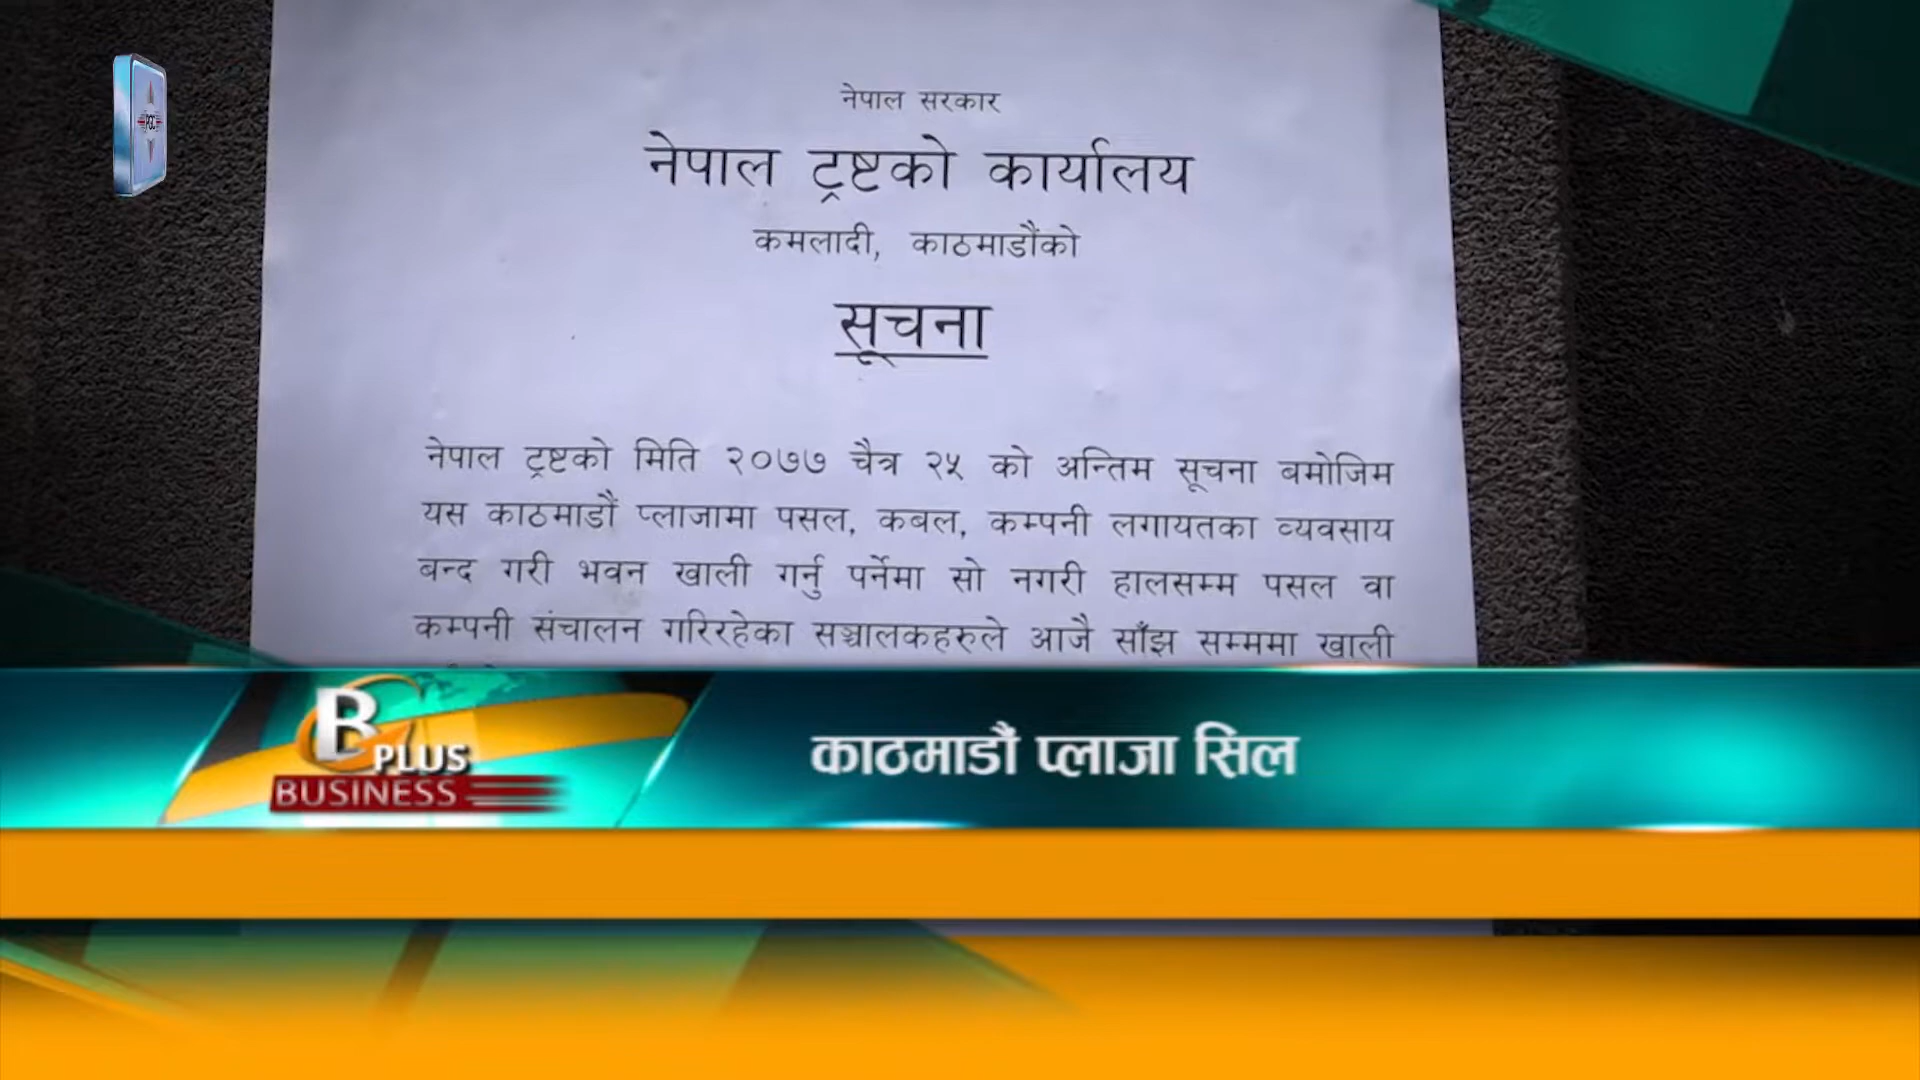 PGC
नेपाल सरकार
नेपाल ट्रष्टको कार्यालय
कमलादी, काठमाडौंको
सूचना
नेपाल ट्रष्टको मिति २०७७ चैत्र २५ को अन्तिम सूचना बमोजिम
यस काठमाडौं प्लाजामा पसल, कबल, कम्पनी लगायतका व्यवसाय
बन्द गरी भवन खाली गर्नु पर्नेमा सो नगरी हालसम्म पसल वा
कम्पनी संचालन गरिरहेका सञ्चालकहरुले आजै साँझ सम्ममा खाली
B PLUS
BUSINESS
काठमाडौं प्लाजा सिल